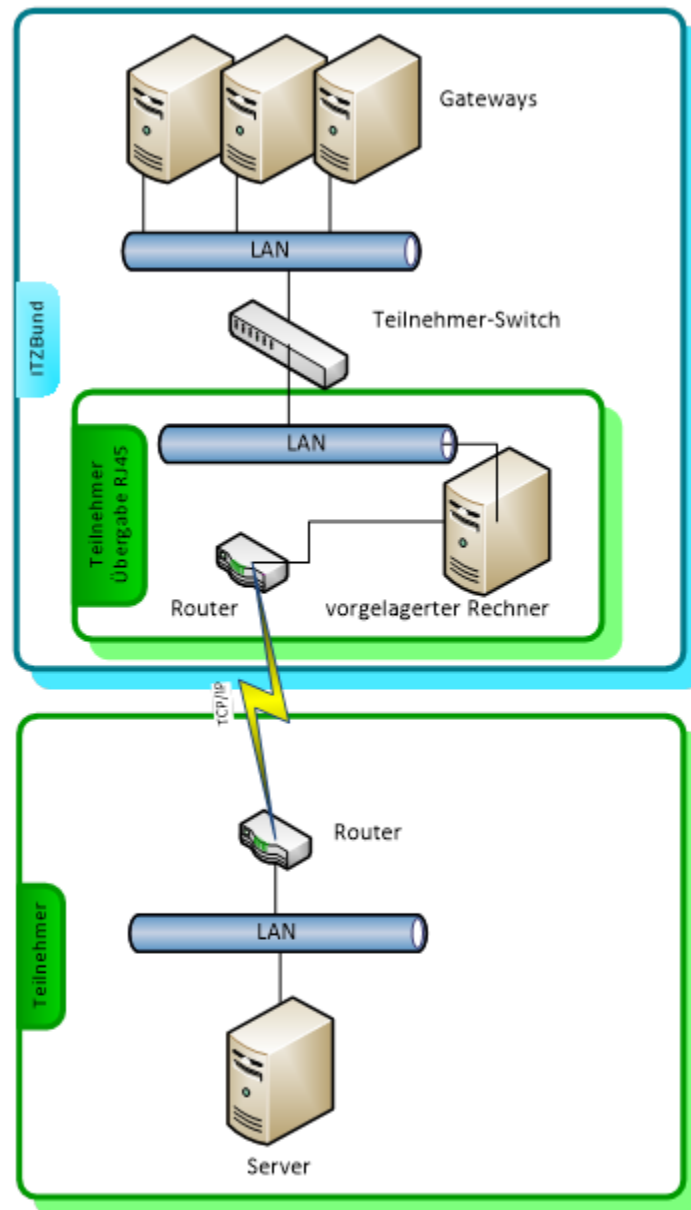 Gateways
LAN
Teilnehmer-Switch
ITZBund
LAN
Teilnehmer
Übergabe RJ45
Router
vorgelagerter Rechner
TCP/IP
Router
LAN
Teilnehmer
Server